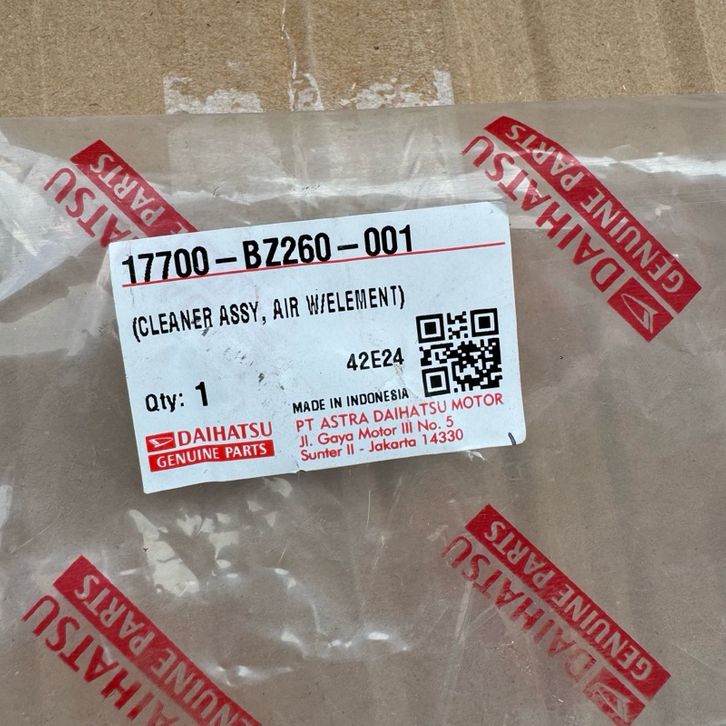 DAIHATSU
PARTS
DAIHATSU
GENUINE PARTS
17700-BZ260-001
(CLEANER ASSY, AIR W/ELEMENT)
42E24
Qty: 1
MADE IN INDONESIA
DAIHATSU
GENUINE PARTS
PT ASTRA DAIHATSU MOTOR
Jl. Gaya Motor III No. 5
Sunter II - Jakarta 14330
DAIHATSU
GENUINE PARTS
DAIHATSU
GENUINE PARTS